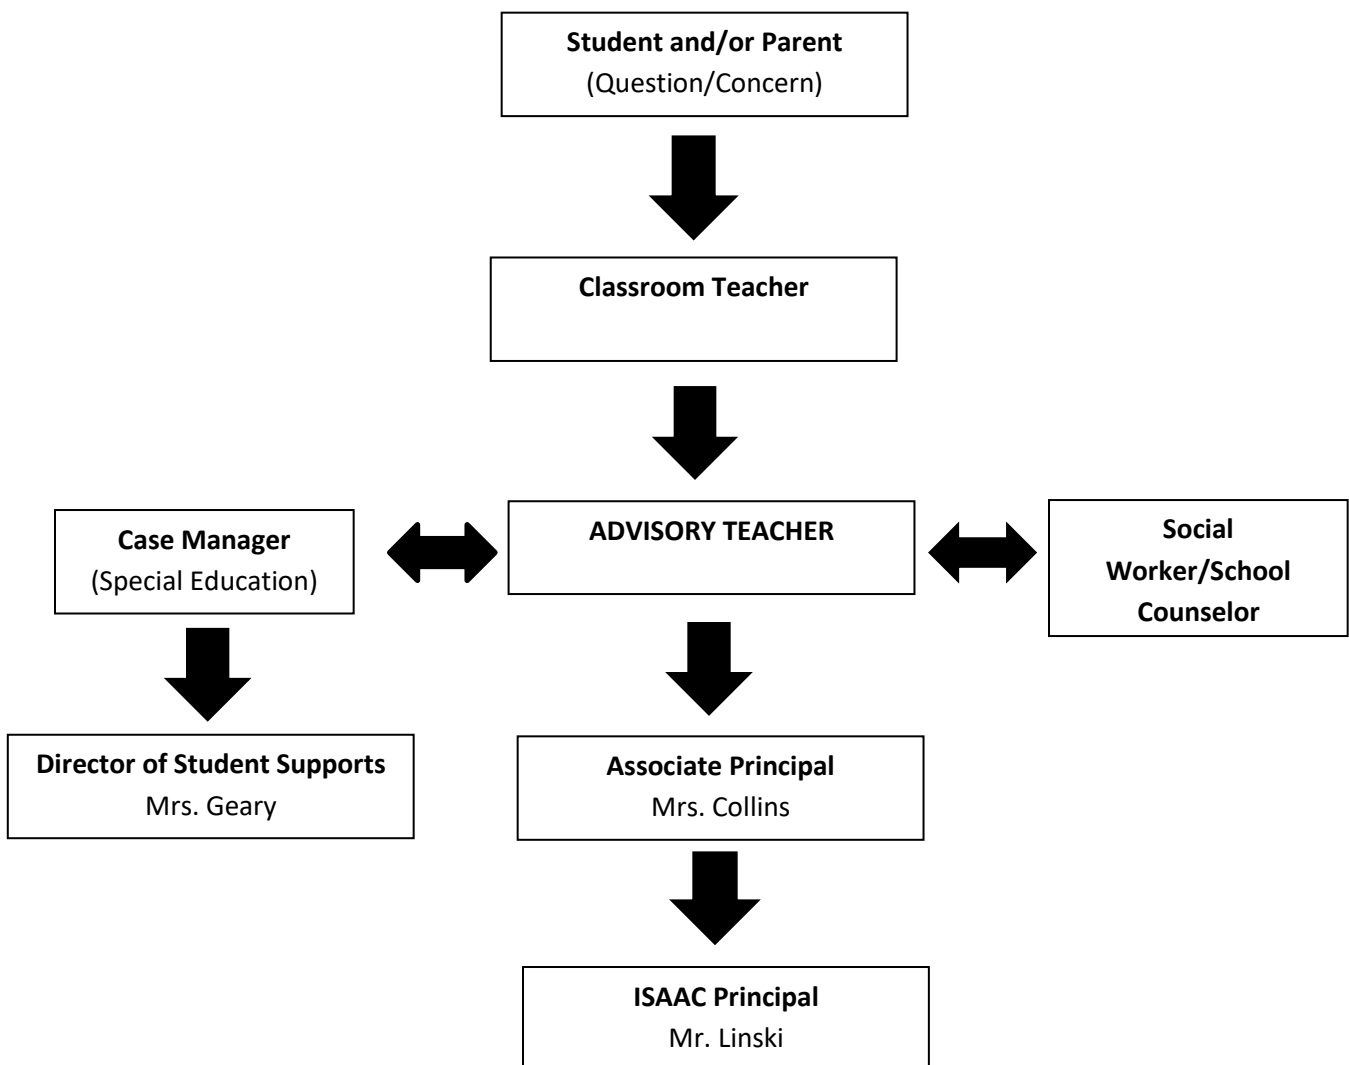 Student and/or Parent
(Question/Concern)
Classroom Teacher
Case Manager
(Special Education)
ADVISORY TEACHER
Social
Worker/School
Counselor
Director of Student Supports
Mrs. Geary
Associate Principal
Mrs. Collins
ISAAC Principal
Mr. Linski